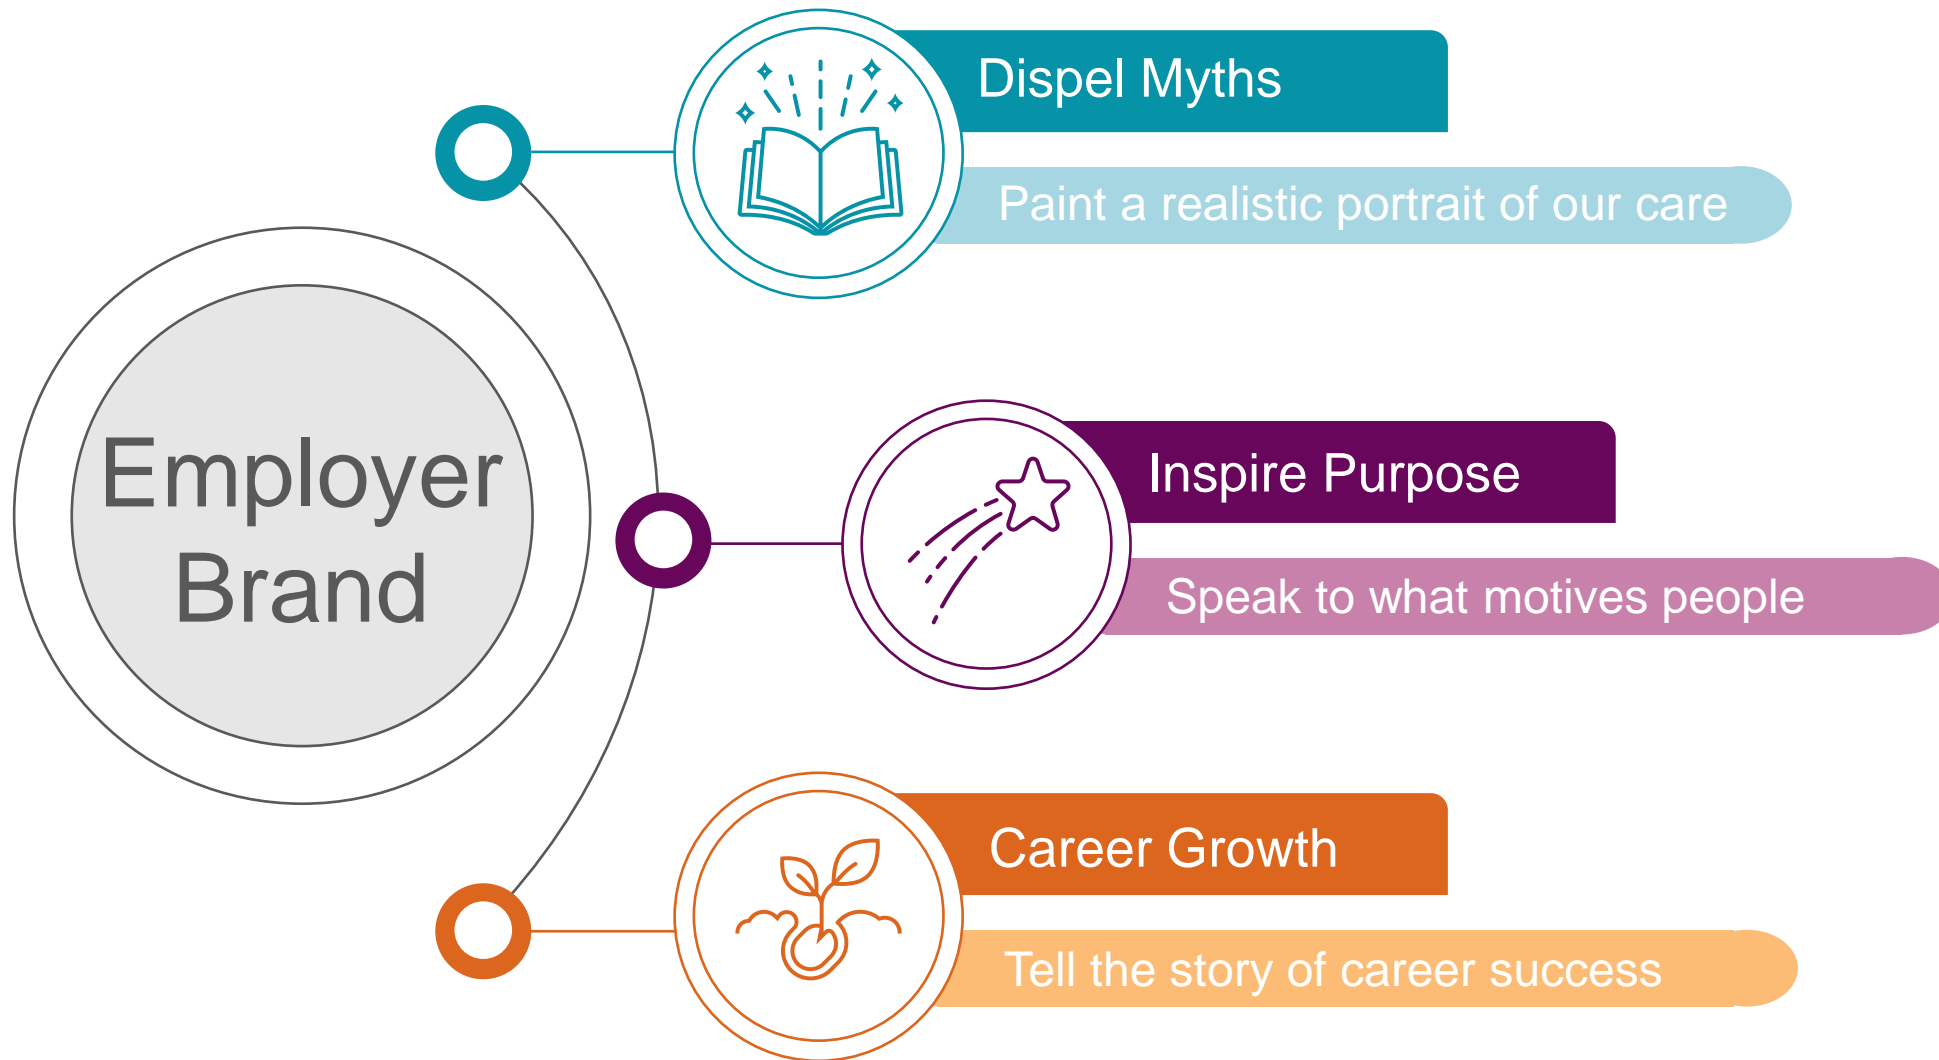 Dispel Myths
Paint a realistic portrait of our care
Employer
Brand
Inspire Purpose
Speak to what motives people
Career Growth
Tell the story of career success